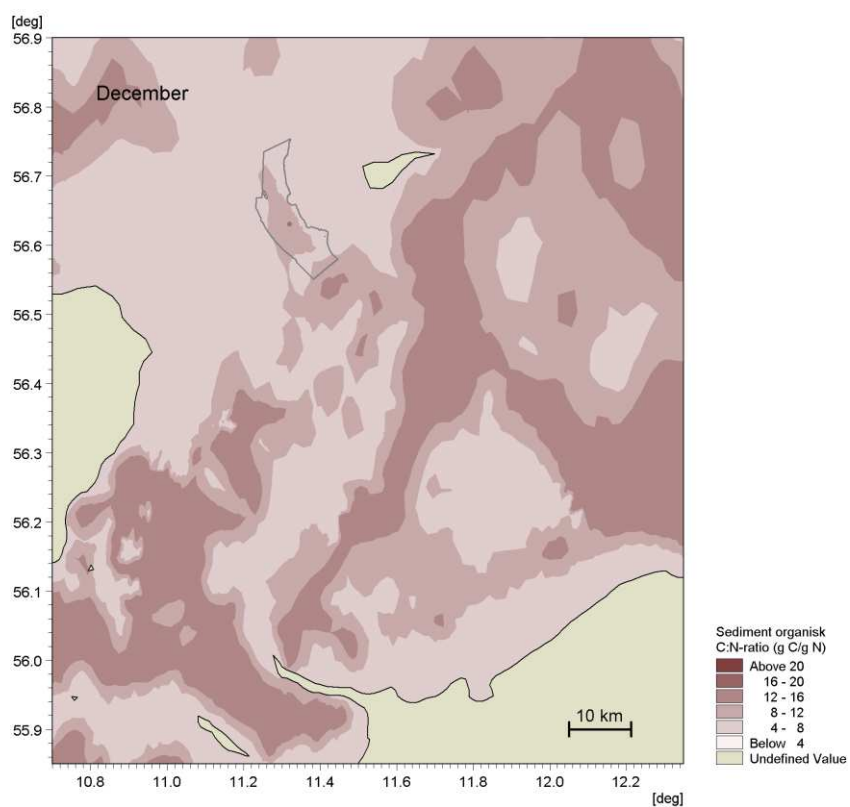 [deg]
56.9
December
56.8
56.7
56.6
56.5
56.4
56.3
56.2
56.1
56.0
55.9
10 km
10.8 11.0 11.2 11.4 11.6 11.8 12.0 12.2
[deg]
Sediment organisk
C:N-ratio (g C/g N)
Above 20
16 - 20
12 - 16
8 - 12
4 - 8
Below 4
Undefined Value